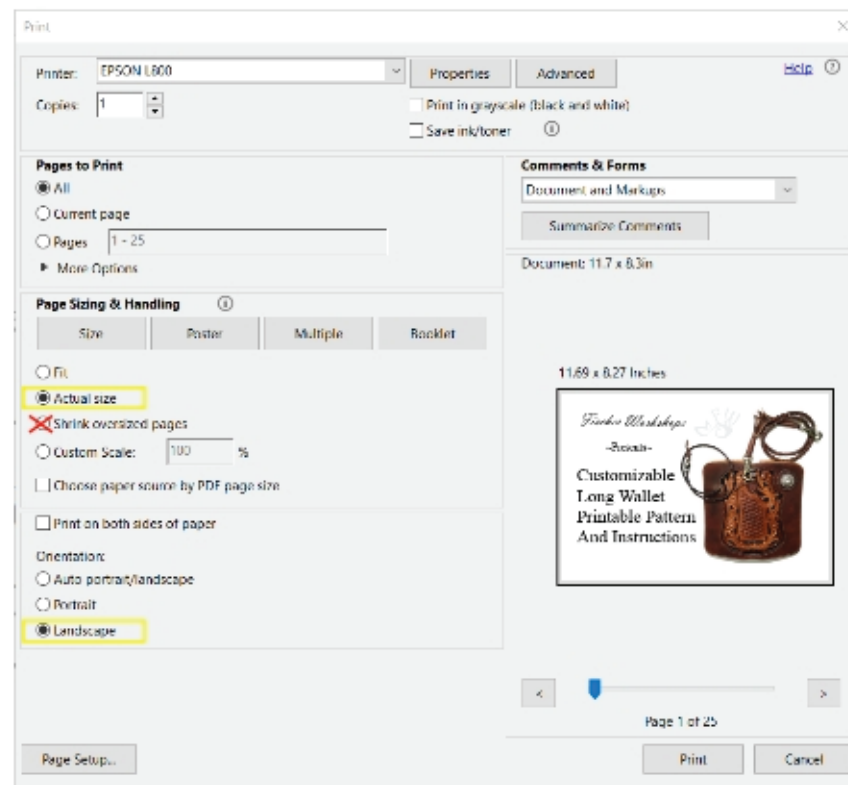 Print
Printer: EPSON L800 Properties Advanced Help
Copies: 1 Print in grayscale (black and white)
Save ink/toner
Pages to Print
All
Current page
Pages 1 - 25
More Options
Comments & Forms
Document and Markups
Summarize Comments
Document: 11.7 x 8.3in
Page Sizing & Handling
Size Poster Multiple Booklet
Fit
Actual size
Shrink oversized pages
Custom Scale: 100 %
Choose paper source by PDF page size
Print on both sides of paper
Orientation:
Auto portrait/landscape
Portrait
Landscape
11.69 x 8.27 Inches
Workshops
-Presents-
Customizable
Long Wallet
Printable Pattern
And Instructions
< >
Page 1 of 25
Page Setup... Print Cancel